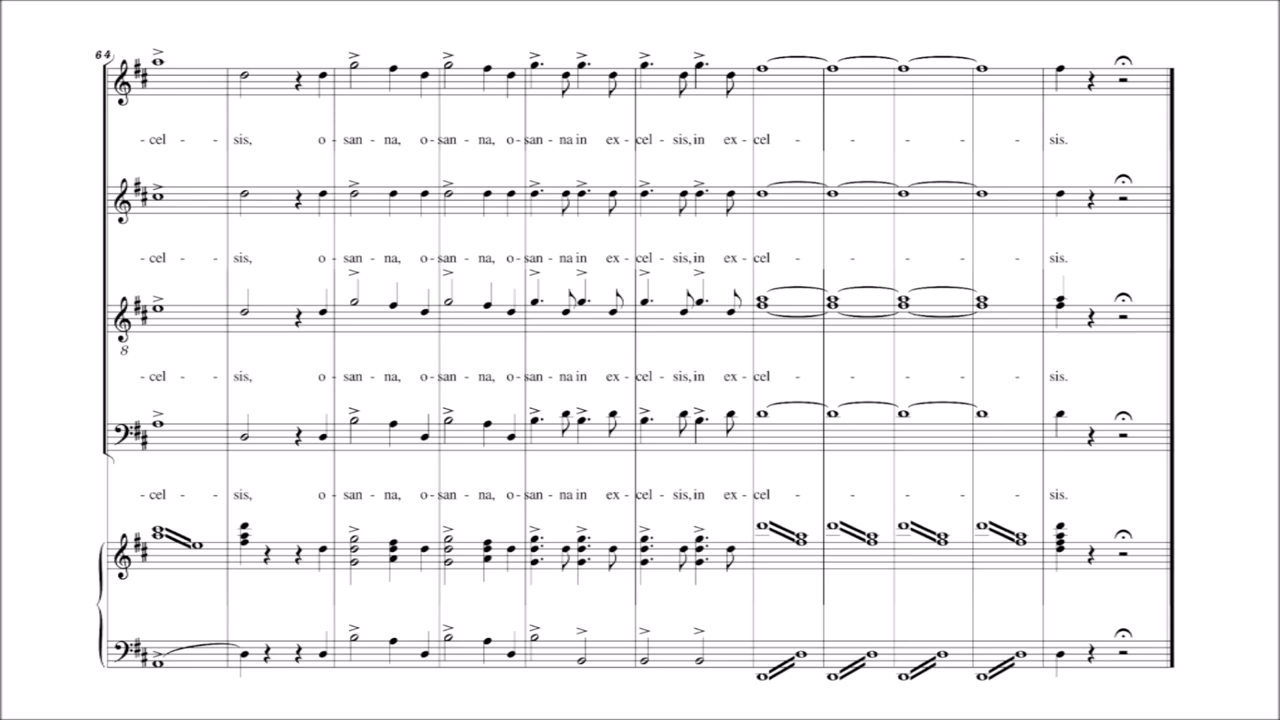 64
- cel - - sis, o - san - na, o - san - na, o - san - na in ex - cel - sis, in ex - cel - - - - sis.
- cel - - sis, o - san - na, o - san - na, o - san - na in ex - cel - sis, in ex - cel - - - - sis.
8
- cel - - sis, o - san - na, o - san - na, o - san - na in ex - cel - sis, in ex - cel - - - - sis.
- cel - - sis, o - san - na, o - san - na, o - san - na in ex - cel - sis, in ex - cel - - - - sis.